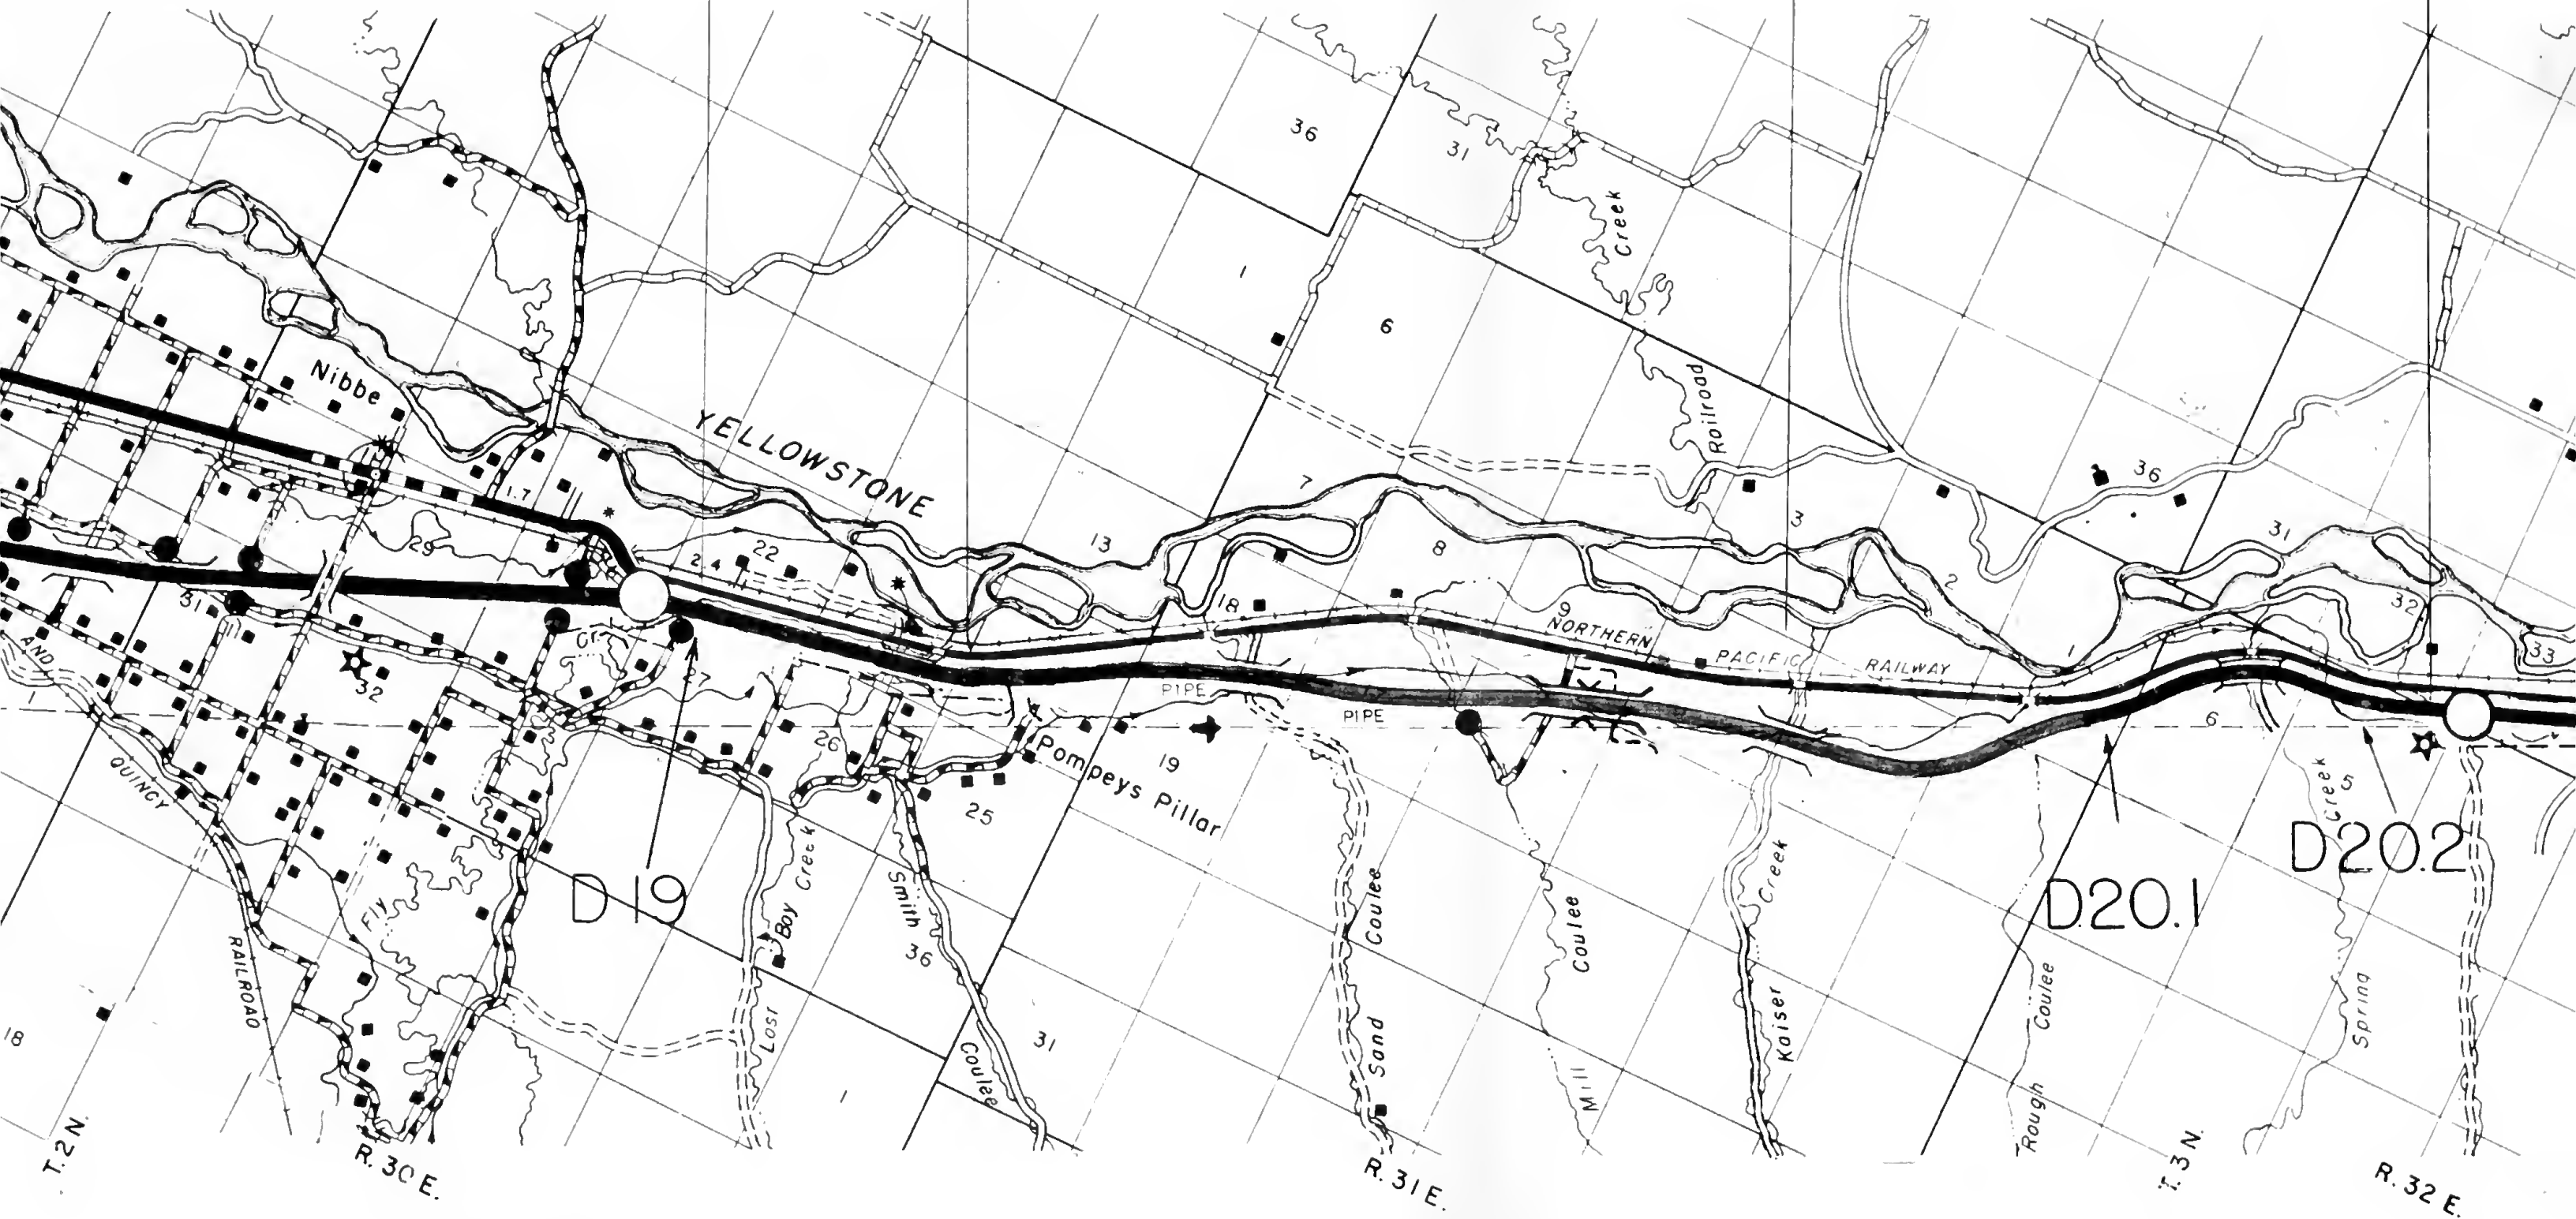 36
31
Creek
1
6
Nibbe
Railroad
YELLOWSTONE
36
7
1.7
3
13
29
8
31
22
2.4
2
31
18
9
32
NORTHERN
PACIFIC
RAILWAY
1
33
AND
Cr.
32
27
PIPE
PIPE
6
26
Pompeys Pillar
19
QUINCY
25
Creek
5
D 19
D20.1
D20.2
Fly
Lost Boy Creek
Smith Coulee
36
Sand Coulee
Mill Coulee
Kaiser Creek
Rough Coulee
Spring
RAILROAD
18
31
1
T. 2 N.
R. 30 E.
R. 31 E.
T. 3 N.
R. 32 E.